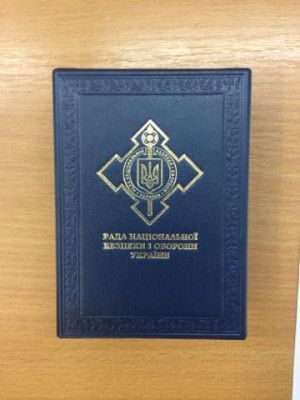 РАДА НАЦІОНАЛЬНОЇ
БЕЗПЕКИ І ОБОРОНИ
УКРАЇНИ